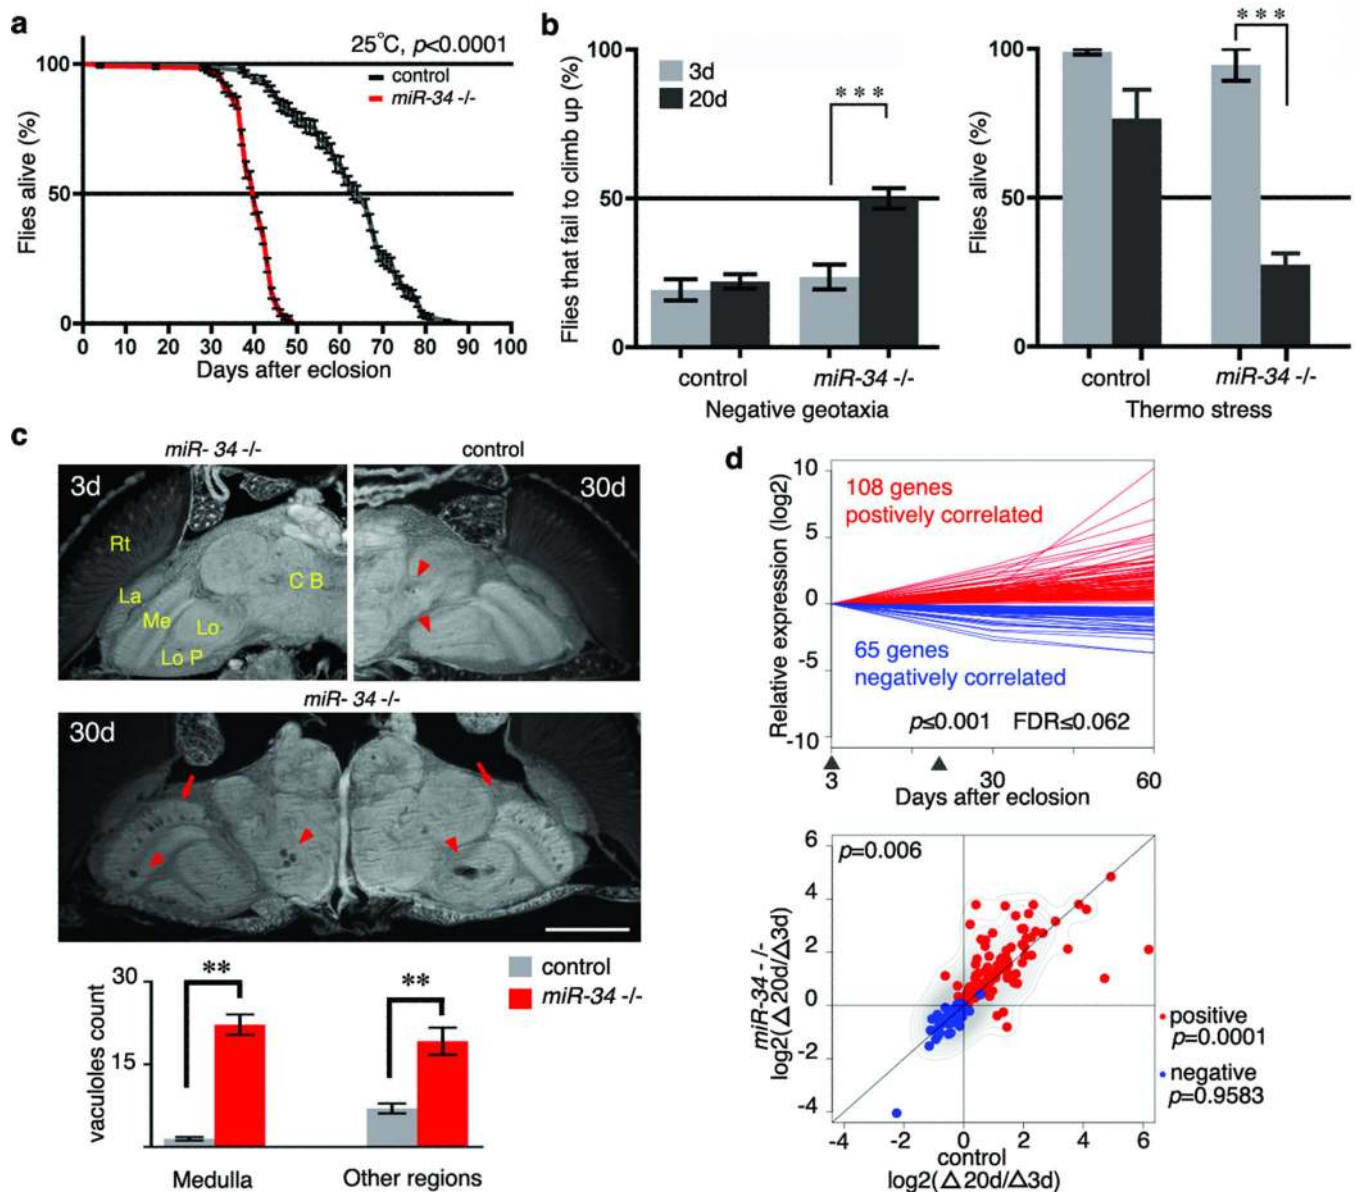 a
25°C, p<0.0001
control
miR-34 -/-
Flies alive (%)
100
50
0
0 10 20 30 40 50 60 70 80 90 100
Days after eclosion
b
Flies that fail to climb up (%)
100
50
0
3d
20d
***
control miR-34 -/-
Negative geotaxia
Flies alive (%)
100
50
0
***
control miR-34 -/-
Thermo stress
c
miR- 34 -/- control
3d 30d
Rt
La
Me
Lo
Lo P
C B
miR- 34 -/-
30d
vaculoles count
30
15
** **
control
miR-34 -/-
Medulla Other regions
d
Relative expression (log2)
10
5
0
-5
-10
108 genes
postively correlated
65 genes
negatively correlated
p≤0.001 FDR≤0.062
3 30 60
Days after eclosion
p=0.006
miR-34 -/-
log2(△20d/△3d)
6
4
2
0
-2
-4
-4 -2 0 2 4 6
control
log2(△20d/△3d)
positive
p=0.0001
negative
p=0.9583